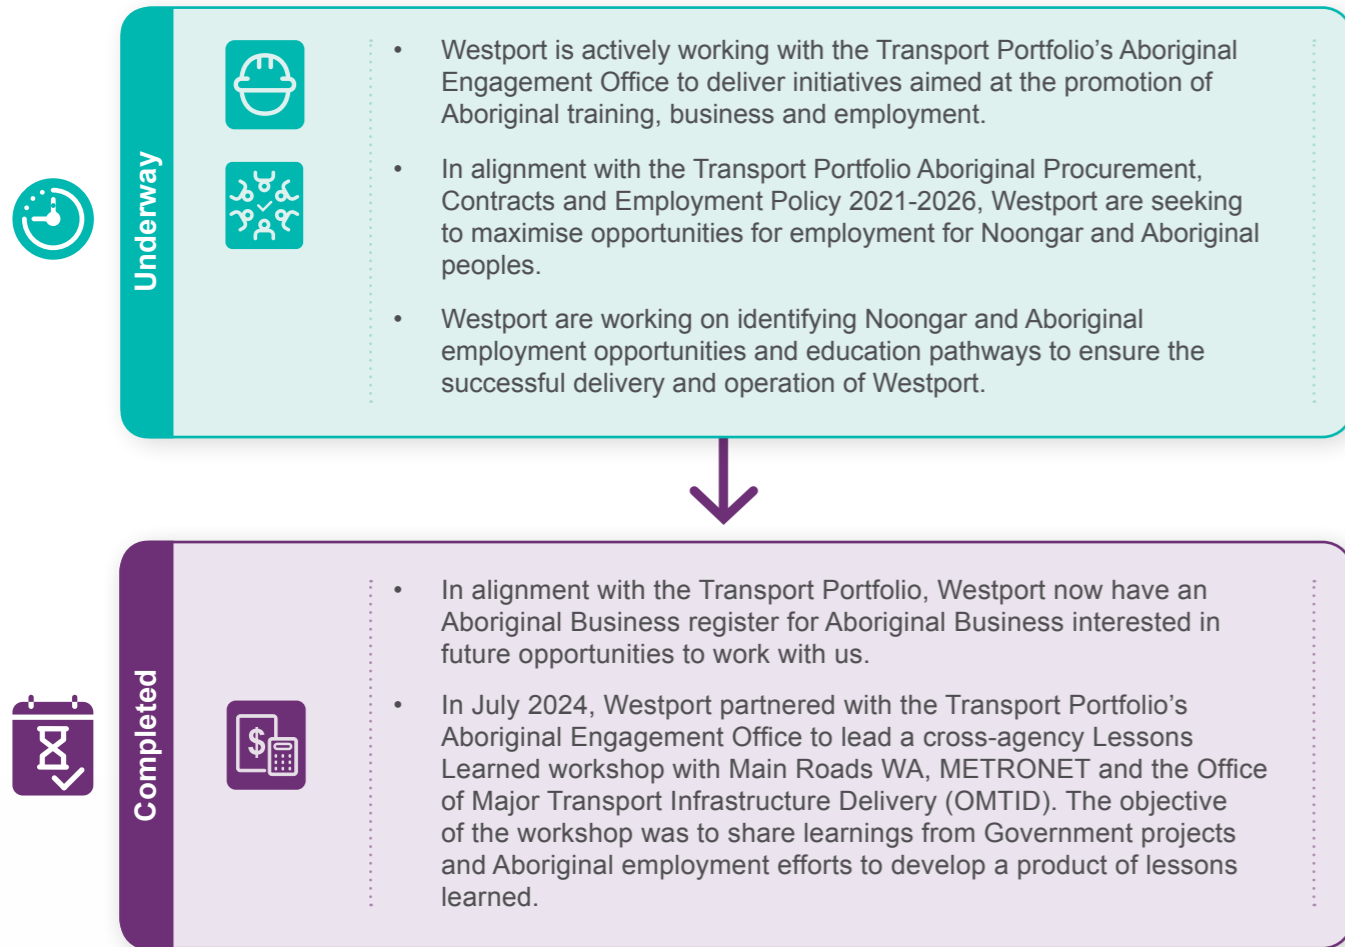 Underway
• Westport is actively working with the Transport Portfolio’s Aboriginal
Engagement Office to deliver initiatives aimed at the promotion of
Aboriginal training, business and employment.
• In alignment with the Transport Portfolio Aboriginal Procurement,
Contracts and Employment Policy 2021-2026, Westport are seeking
to maximise opportunities for employment for Noongar and Aboriginal
peoples.
• Westport are working on identifying Noongar and Aboriginal
employment opportunities and education pathways to ensure the
successful delivery and operation of Westport.
Completed
$
• In alignment with the Transport Portfolio, Westport now have an
Aboriginal Business register for Aboriginal Business interested in
future opportunities to work with us.
• In July 2024, Westport partnered with the Transport Portfolio’s
Aboriginal Engagement Office to lead a cross-agency Lessons
Learned workshop with Main Roads WA, METRONET and the Office
of Major Transport Infrastructure Delivery (OMTID). The objective
of the workshop was to share learnings from Government projects
and Aboriginal employment efforts to develop a product of lessons
learned.